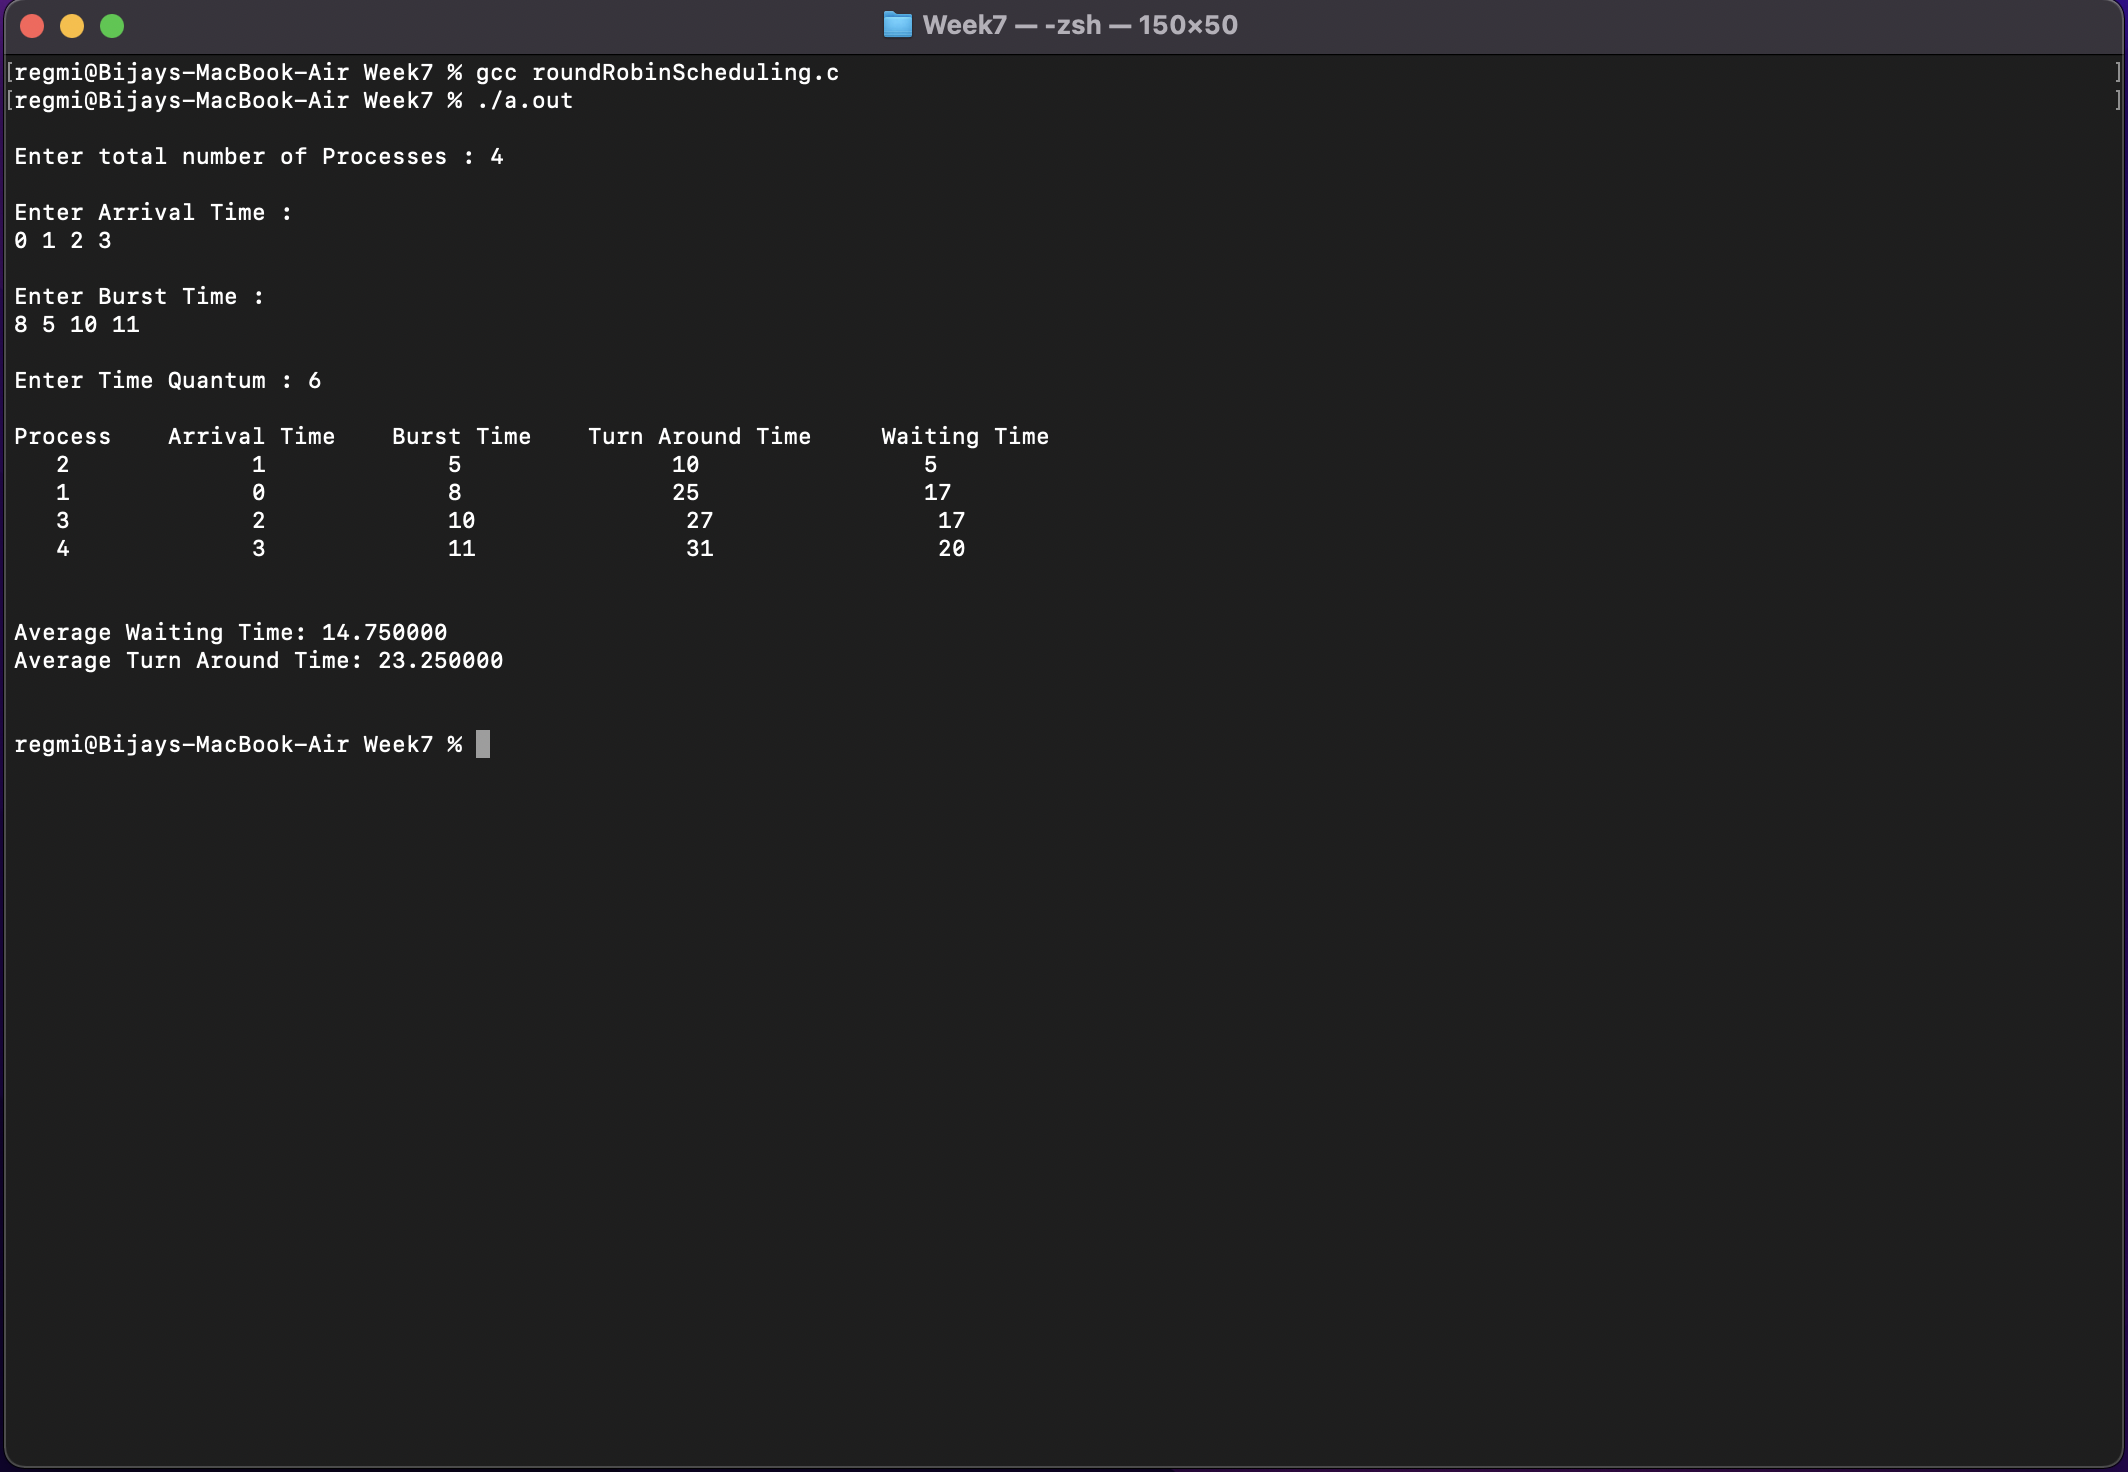 Week7 — -zsh — 150×50
[regmi@Bijays-MacBook-Air Week7 % gcc roundRobinScheduling.c ]
[regmi@Bijays-MacBook-Air Week7 % ./a.out ]
Enter total number of Processes : 4
Enter Arrival Time :
0 1 2 3
Enter Burst Time :
8 5 10 11
Enter Time Quantum : 6
Process Arrival Time Burst Time Turn Around Time Waiting Time
2 1 5 10 5
1 0 8 25 17
3 2 10 27 17
4 3 11 31 20
Average Waiting Time: 14.750000
Average Turn Around Time: 23.250000
regmi@Bijays-MacBook-Air Week7 %